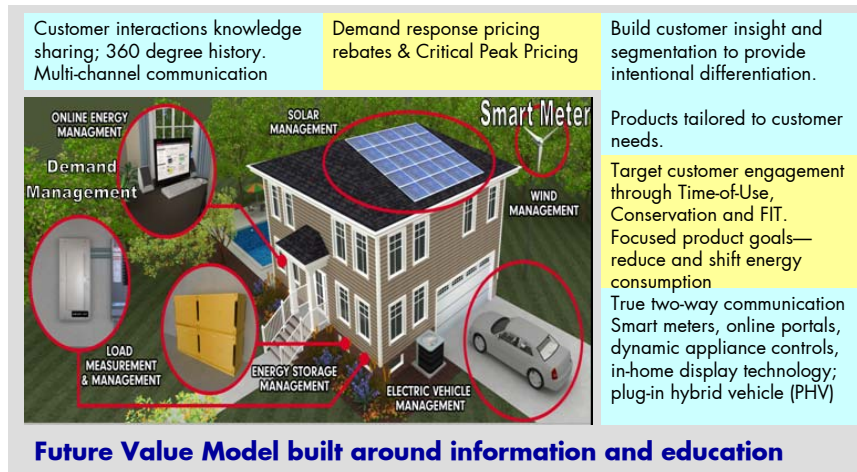 Customer interactions knowledge
sharing; 360 degree history.
Multi-channel communication
Demand response pricing
rebates & Critical Peak Pricing
Build customer insight and
segmentation to provide
intentional differentiation.
Products tailored to customer
needs.
Target customer engagement
through Time-of-Use,
Conservation and FIT.
Focused product goals—
reduce and shift energy
consumption
True two-way communication
Smart meters, online portals,
dynamic appliance controls,
in-home display technology;
plug-in hybrid vehicle (PHV)
ONLINE ENERGY
MANAGMENT
SOLAR
MANAGEMENT
Smart Meter
Demand
Management
WIND
MANAGEMENT
LOAD
MEASUREMENT
& MANAGEMENT
ENERGY STORAGE
MANAGEMENT
ELECTRIC VEHICLE
MANAGEMENT
Future Value Model built around information and education